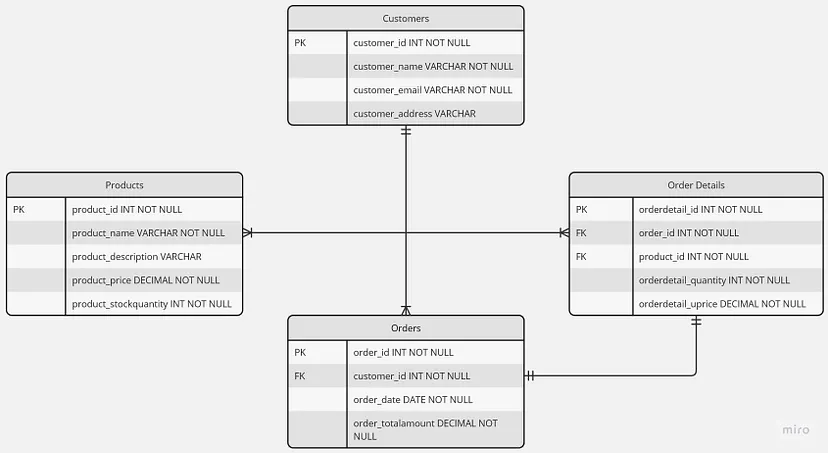 Customers
PK customer_id INT NOT NULL
customer_name VARCHAR NOT NULL
customer_email VARCHAR NOT NULL
customer_address VARCHAR
Products
PK product_id INT NOT NULL
product_name VARCHAR NOT NULL
product_description VARCHAR
product_price DECIMAL NOT NULL
product_stockquantity INT NOT NULL
Order Details
PK orderdetail_id INT NOT NULL
FK order_id INT NOT NULL
FK product_id INT NOT NULL
orderdetail_quantity INT NOT NULL
orderdetail_uprice DECIMAL NOT NULL
Orders
PK order_id INT NOT NULL
FK customer_id INT NOT NULL
order_date DATE NOT NULL
order_totalamount DECIMAL NOT
NULL
miro